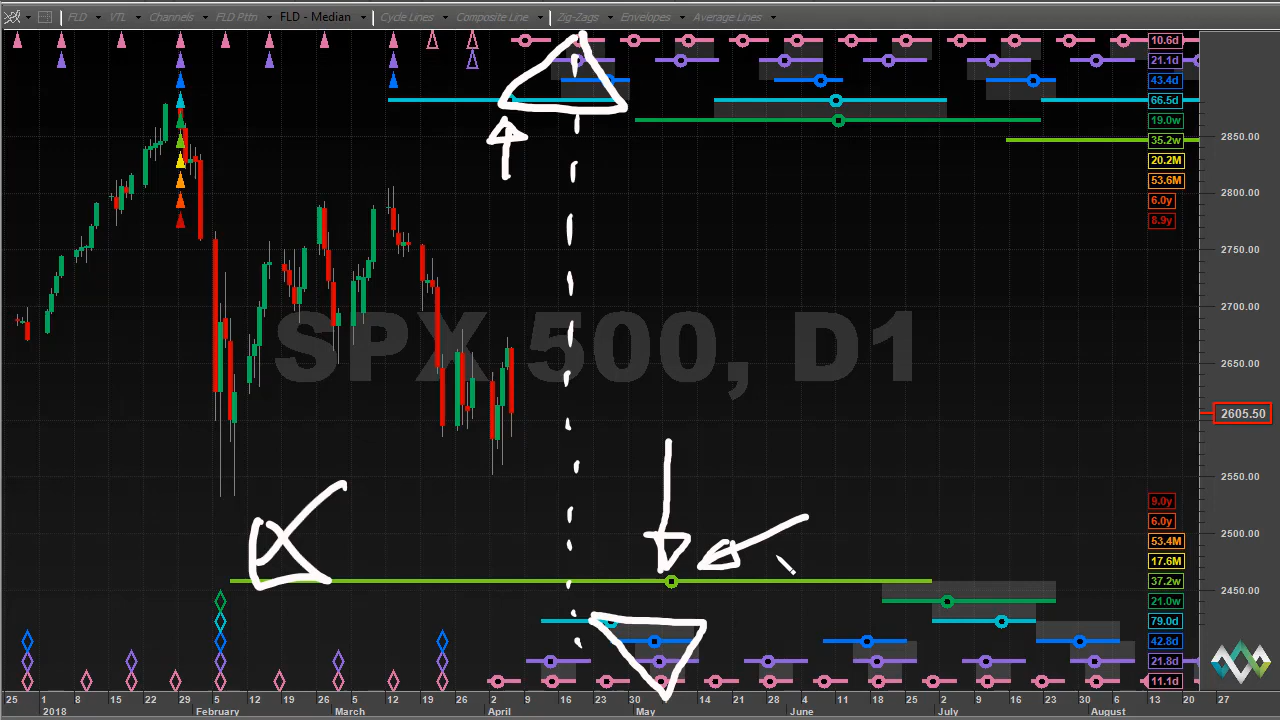 FLD VTL Channels FLD Pttn FLD - Median Cycle Lines Composite Line Zig-Zags Envelopes Average Lines
10.6d
21.1d
43.4d
66.5d
19.0w
35.2w
20.2M
53.6M
6.0y
8.9y
2850.00
2800.00
2750.00
2700.00
2650.00
2605.50
2550.00
2500.00
2450.00
SPX 500, D1
9.0y
6.0y
53.4M
17.6M
37.2w
21.0w
79.0d
42.8d
21.8d
11.1d
25 1 8 15 22 29 5 12 19 26 5 12 19 26 2 9 16 23 30 7 14 21 28 4 11 18 25 2 9 16 23 30 6 13 20 27
2018 February March April May June July August